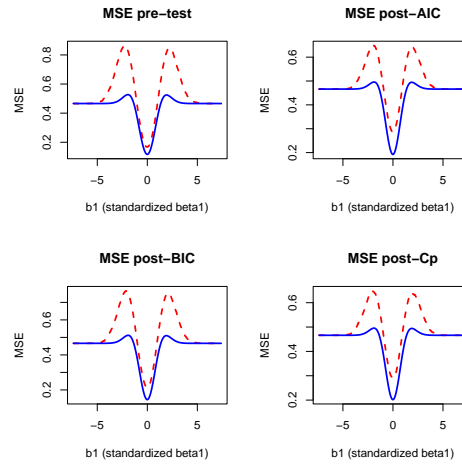 MSE pre−test
MSE
0.2 0.4 0.6 0.8
−5 0 5
b1 (standardized beta1)
MSE post−AIC
MSE
0.2 0.4 0.6
−5 0 5
b1 (standardized beta1)
MSE post−BIC
MSE
0.2 0.4 0.6
−5 0 5
b1 (standardized beta1)
MSE post−Cp
MSE
0.2 0.4 0.6
−5 0 5
b1 (standardized beta1)